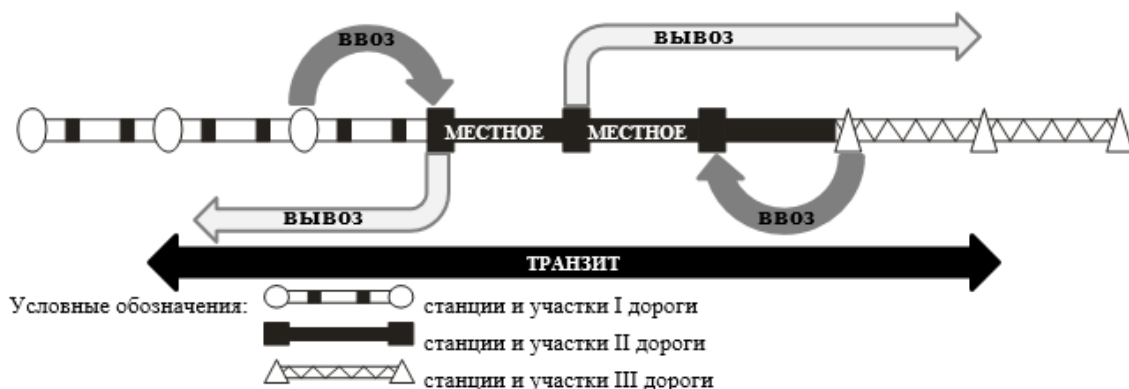 ВВОЗ
ВЫВОЗ
МЕСТНОЕ МЕСТНОЕ
ВЫВОЗ
ВВОЗ
ТРАНЗИТ
Условные обозначения: станции и участки I дороги
станции и участки II дороги
станции и участки III дороги